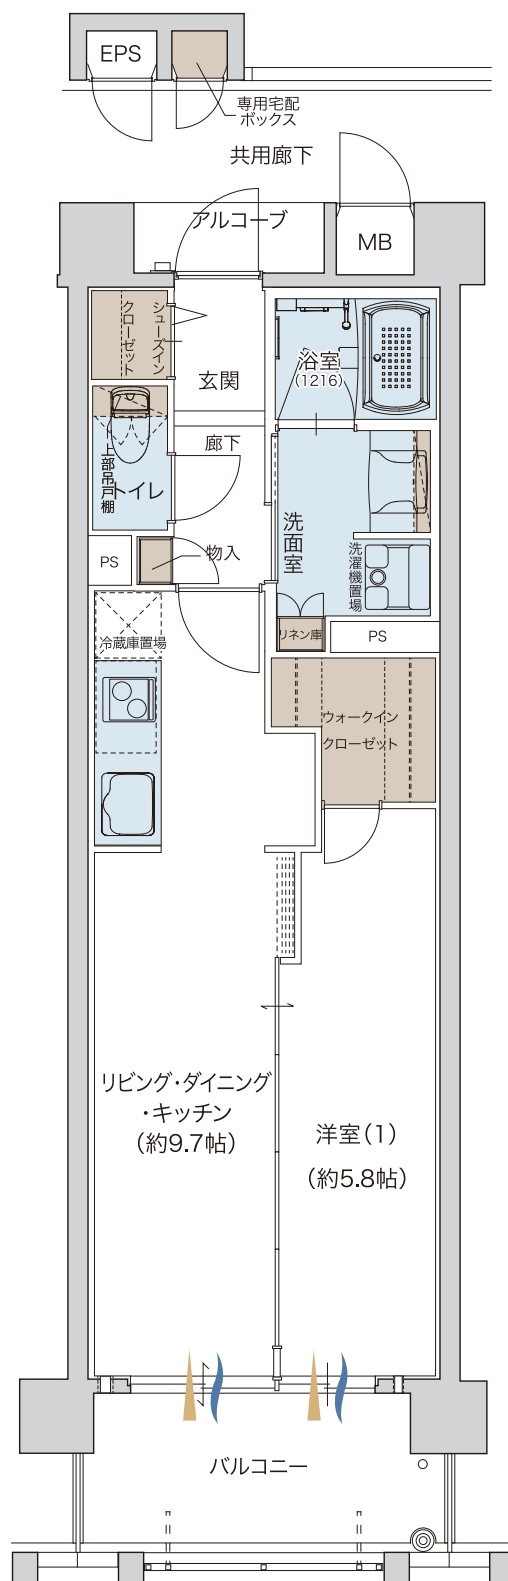 EPS
専用宅配
ボックス
共用廊下
アルコーブ
MB
シューズイン
クローゼット
玄関
浴室
(1216)
廊下
上部吊戸棚
トイレ
洗面室
洗濯機置場
PS
物入
リネン庫
PS
冷蔵庫置場
ウォークイン
クローゼット
リビング・ダイニング
・キッチン
(約9.7帖)
洋室(1)
(約5.8帖)
バルコニー